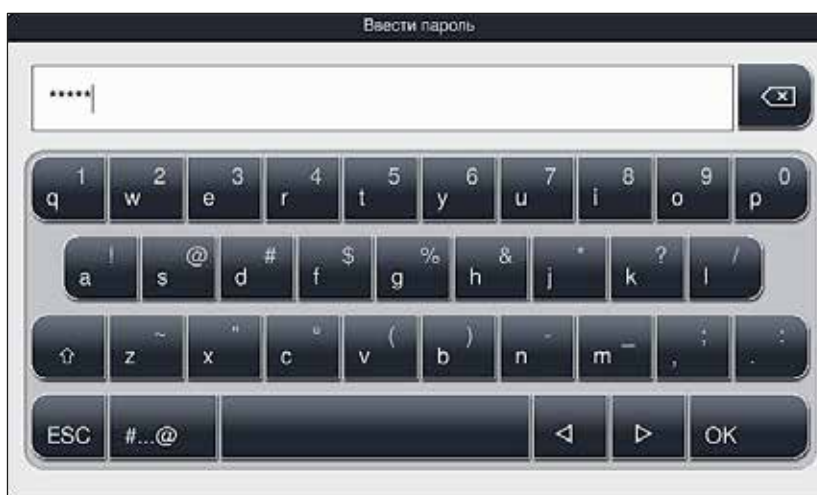 Ввести пароль
*****
1 2 3 4 5 6 7 8 9 0
q w e r t y u i o p
! @ # $ % & * ? /
a s d f g h j k l
~ " ( ) - _ ; :
z x c v b n m , .
ESC #...@ OK